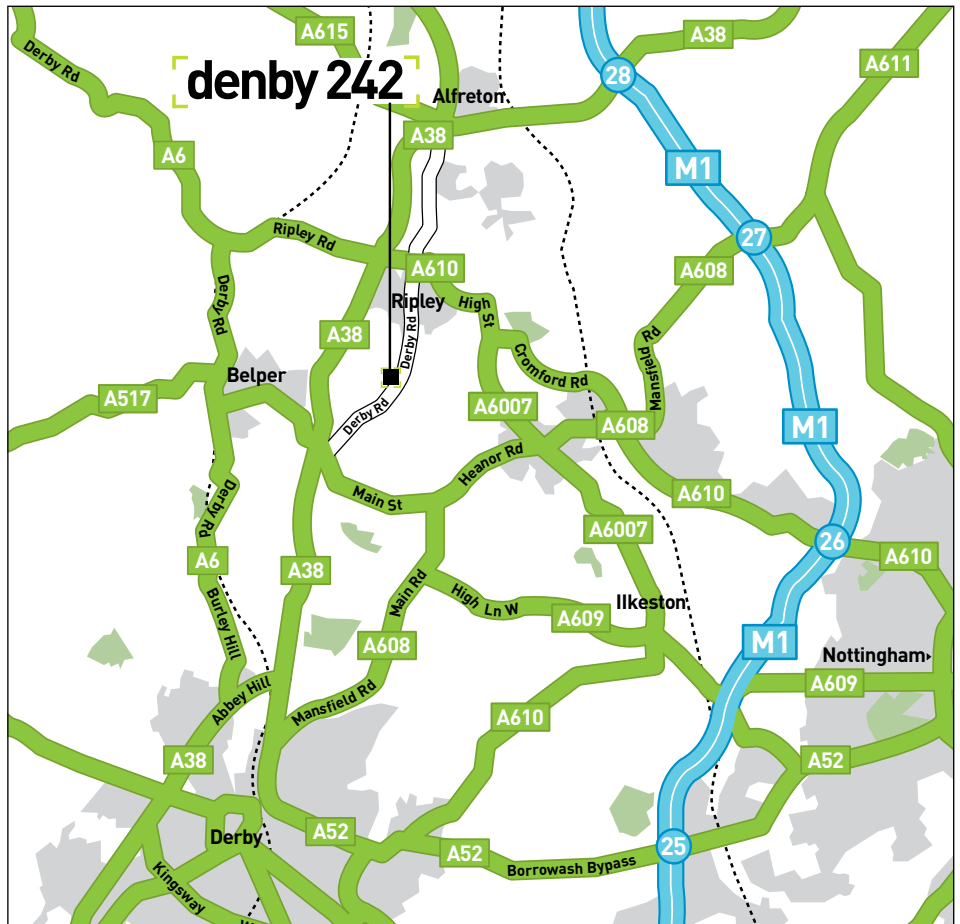 A615
A38
A611
Derby Rd
denby 242
28
Alfreton
A38
A6
M1
Ripley Rd
27
A610
A608
Derby Rd
Ripley
High St
A38
Derby Rd
Mansfield Rd
Cromford Rd
Belper
A517
A6007
Derby Rd
A608
M1
Heanor Rd
Main St
A610
Derby Rd
A6007
26
A610
A6
A38
Main Rd
High Ln W
Ilkeston
A609
Burley Hill
A608
M1
Nottingham
A609
Abbey Hill
Mansfield Rd
A610
A38
A52
A52
Derby
A52
25
Borrowash Bypass
Kingsway